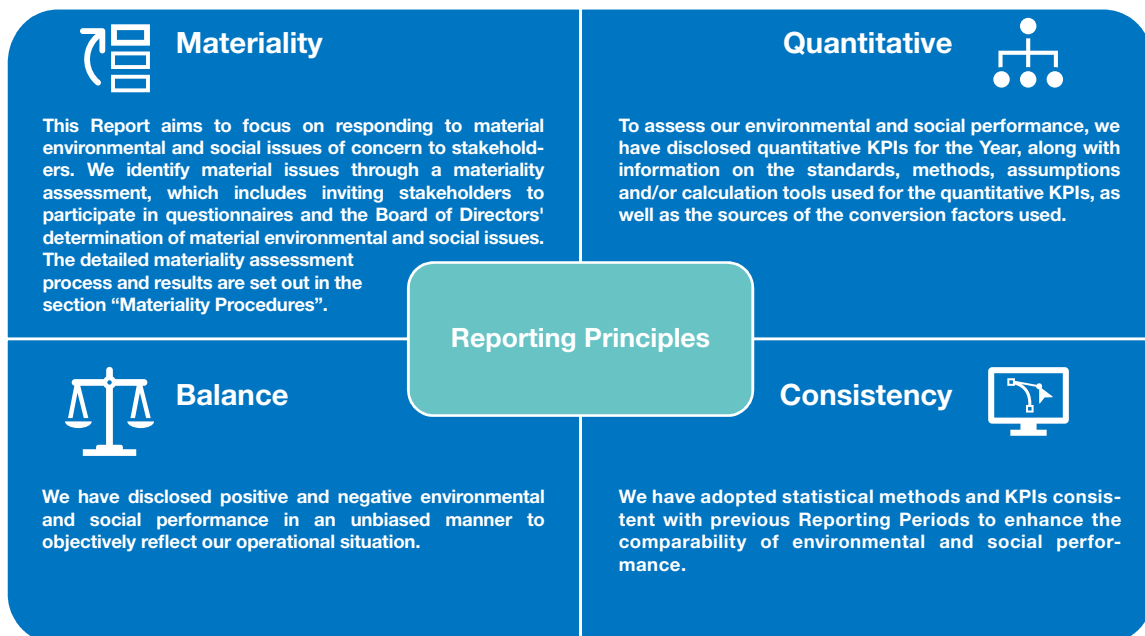 Materiality
This Report aims to focus on responding to material
environmental and social issues of concern to stakehold-
ers. We identify material issues through a materiality
assessment, which includes inviting stakeholders to
participate in questionnaires and the Board of Directors'
determination of material environmental and social issues.
The detailed materiality assessment
process and results are set out in the
section “Materiality Procedures”.
Quantitative
To assess our environmental and social performance, we
have disclosed quantitative KPIs for the Year, along with
information on the standards, methods, assumptions
and/or calculation tools used for the quantitative KPIs, as
well as the sources of the conversion factors used.
Reporting Principles
Balance
We have disclosed positive and negative environmental
and social performance in an unbiased manner to
objectively reflect our operational situation.
Consistency
We have adopted statistical methods and KPIs consis-
tent with previous Reporting Periods to enhance the
comparability of environmental and social perfor-
mance.